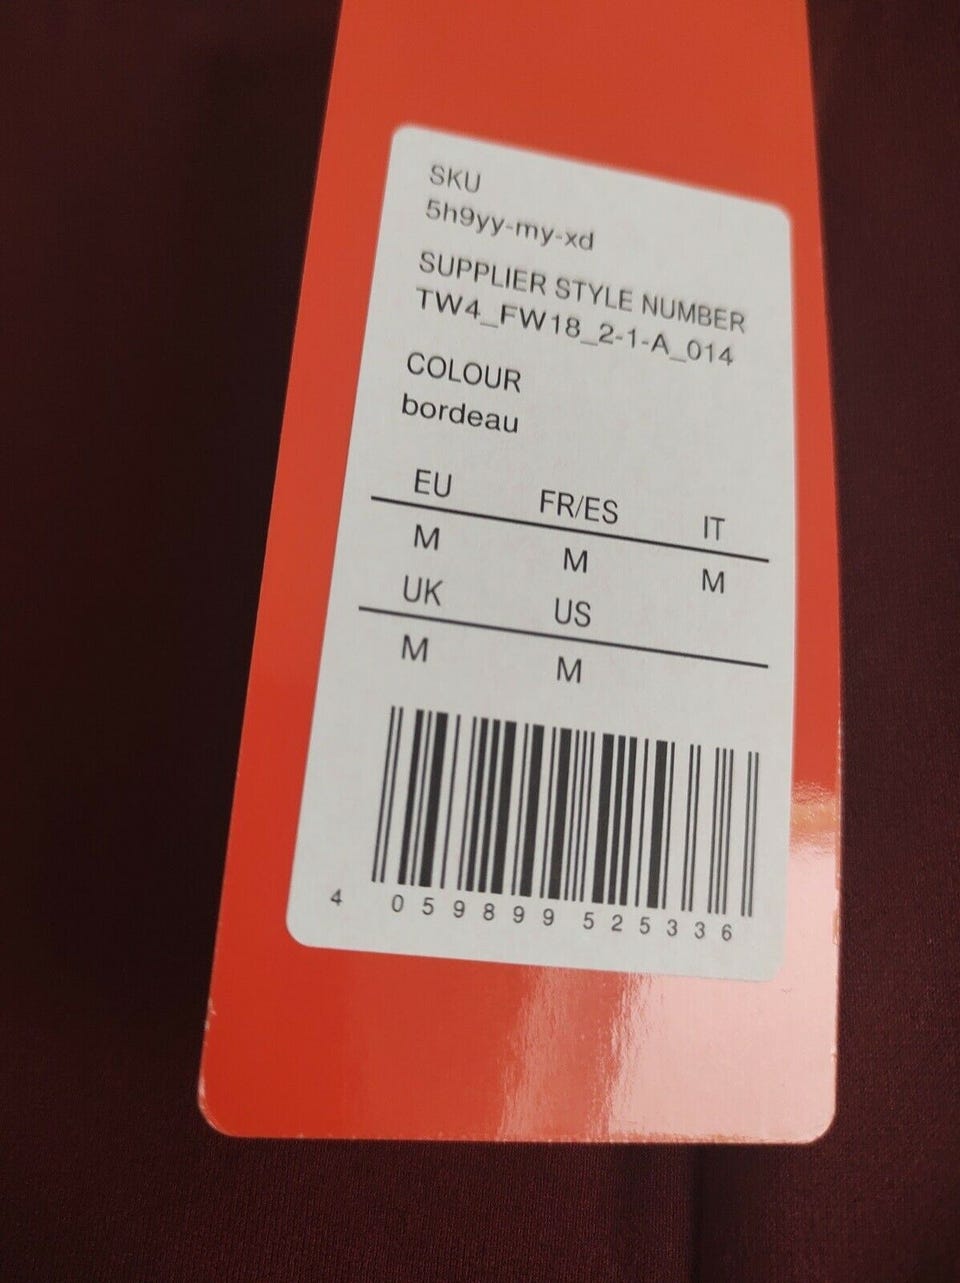 SKU
5h9yy-my-xd
SUPPLIER STYLE NUMBER
TW4_FW18_2-1-A_014
COLOUR
bordeau
EU FR/ES IT
M M M
UK US
M M
4 059899 525336